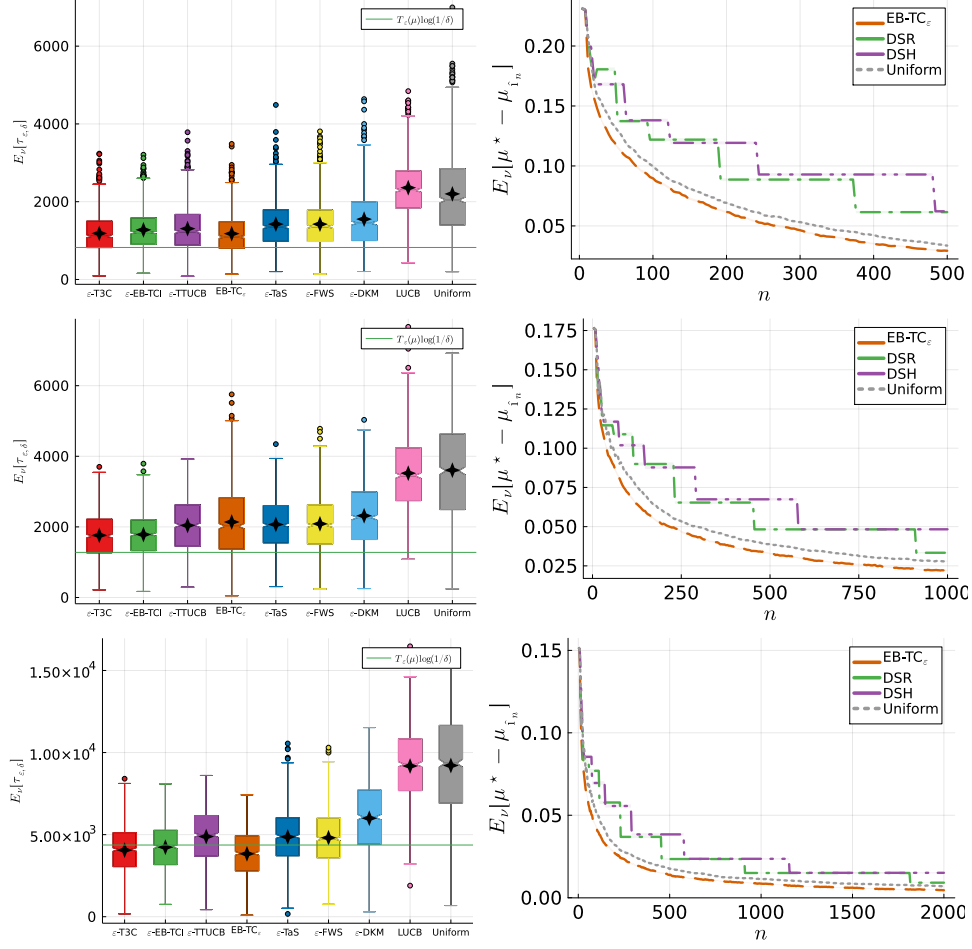 T_ε(μ)log(1/δ)
6000
4000
2000
0
E_ν[τ_{ε,δ}]
ε-T3C ε-EB-TCI ε-TTUCB EB-TC_ε ε-TaS ε-FWS ε-DKM LUCB Uniform
EB-TC_ε
DSR
DSH
Uniform
0.20
0.15
0.10
0.05
E_ν[μ* − μ_{î_n}]
0 100 200 300 400 500
n
T_ε(μ)log(1/δ)
6000
4000
2000
0
E_ν[τ_{ε,δ}]
ε-T3C ε-EB-TCI ε-TTUCB EB-TC_ε ε-TaS ε-FWS ε-DKM LUCB Uniform
EB-TC_ε
DSR
DSH
Uniform
0.175
0.150
0.125
0.100
0.075
0.050
0.025
E_ν[μ* − μ_{î_n}]
0 250 500 750 1000
n
T_ε(μ)log(1/δ)
1.50×10⁴
1.00×10⁴
5.00×10³
0
E_ν[τ_{ε,δ}]
ε-T3C ε-EB-TCI ε-TTUCB EB-TC_ε ε-TaS ε-FWS ε-DKM LUCB Uniform
EB-TC_ε
DSR
DSH
Uniform
0.15
0.10
0.05
0.00
E_ν[μ* − μ_{î_n}]
0 500 1000 1500 2000
n